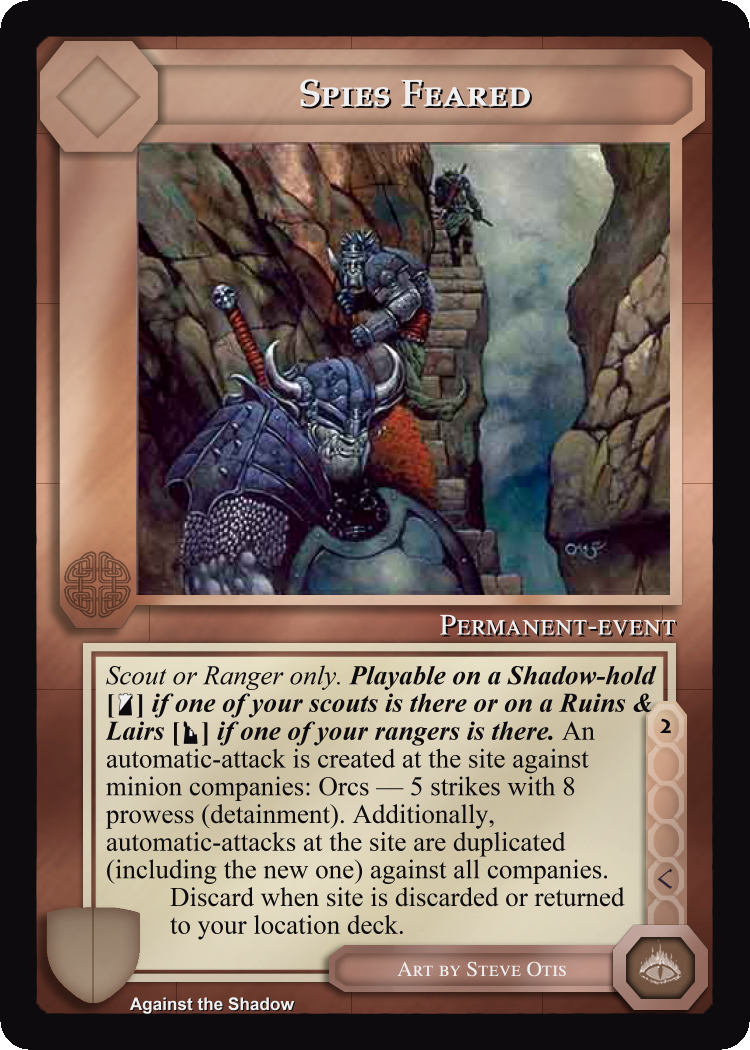 Spies Feared
Permanent-event
Scout or Ranger only. Playable on a Shadow-hold
[] if one of your scouts is there or on a Ruins &
Lairs [] if one of your rangers is there. An
automatic-attack is created at the site against
minion companies: Orcs — 5 strikes with 8
prowess (detainment). Additionally,
automatic-attacks at the site are duplicated
(including the new one) against all companies.
Discard when site is discarded or returned
to your location deck.
2
Art by Steve Otis
Against the Shadow